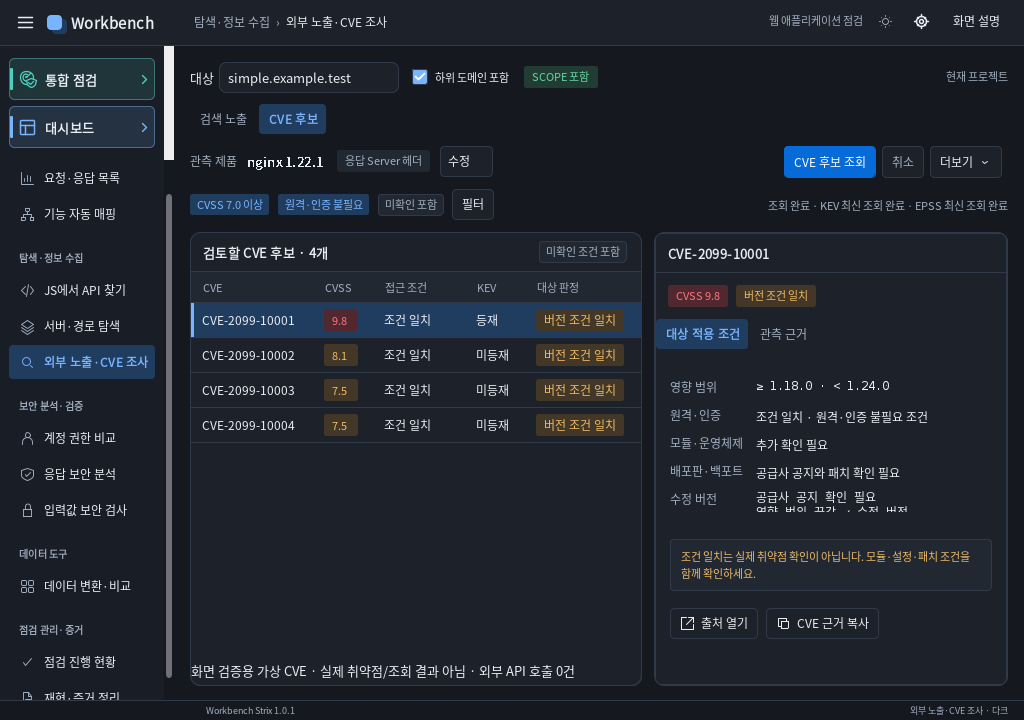 Workbench
탐색·정보 수집 › 외부 노출·CVE 조사
웹 애플리케이션 점검
화면 설명
통합 점검
대시보드
요청·응답 목록
기능 자동 매핑
탐색·정보 수집
JS에서 API 찾기
서버·경로 탐색
외부 노출·CVE 조사
보안 분석·검증
계정 권한 비교
응답 보안 분석
입력값 보안 검사
데이터 도구
데이터 변환·비교
점검 관리·증거
점검 진행 현황
재현·증거 정리
대상 simple.example.test 하위 도메인 포함 SCOPE 포함 현재 프로젝트
검색 노출 CVE 후보
관측 제품 nginx 1.22.1 응답 Server 헤더 수정 CVE 후보 조회 취소 더보기
CVSS 7.0 이상 원격·인증 불필요 미확인 포함 필터 조회 완료 · KEV 최신 조회 완료 · EPSS 최신 조회 완료
검토할 CVE 후보 · 4개 미확인 조건 포함
CVE CVSS 접근 조건 KEV 대상 판정
CVE-2099-10001 9.8 조건 일치 등재 버전 조건 일치
CVE-2099-10002 8.1 조건 일치 미등재 버전 조건 일치
CVE-2099-10003 7.5 조건 일치 미등재 버전 조건 일치
CVE-2099-10004 7.5 조건 일치 미등재 버전 조건 일치
화면 검증용 가상 CVE · 실제 취약점/조회 결과 아님 · 외부 API 호출 0건
CVE-2099-10001
CVSS 9.8 버전 조건 일치
대상 적용 조건 관측 근거
영향 범위 ≥ 1.18.0 · < 1.24.0
원격·인증 조건 일치 · 원격·인증 불필요 조건
모듈·운영체제 추가 확인 필요
배포판·백포트 공급사 공지와 패치 확인 필요
수정 버전 공급사 공지 확인 필요
조건 일치는 실제 취약점 확인이 아닙니다. 모듈·설정·패치 조건을
함께 확인하세요.
출처 열기 CVE 근거 복사
Workbench Strix 1.0.1
외부 노출·CVE 조사 · 다크